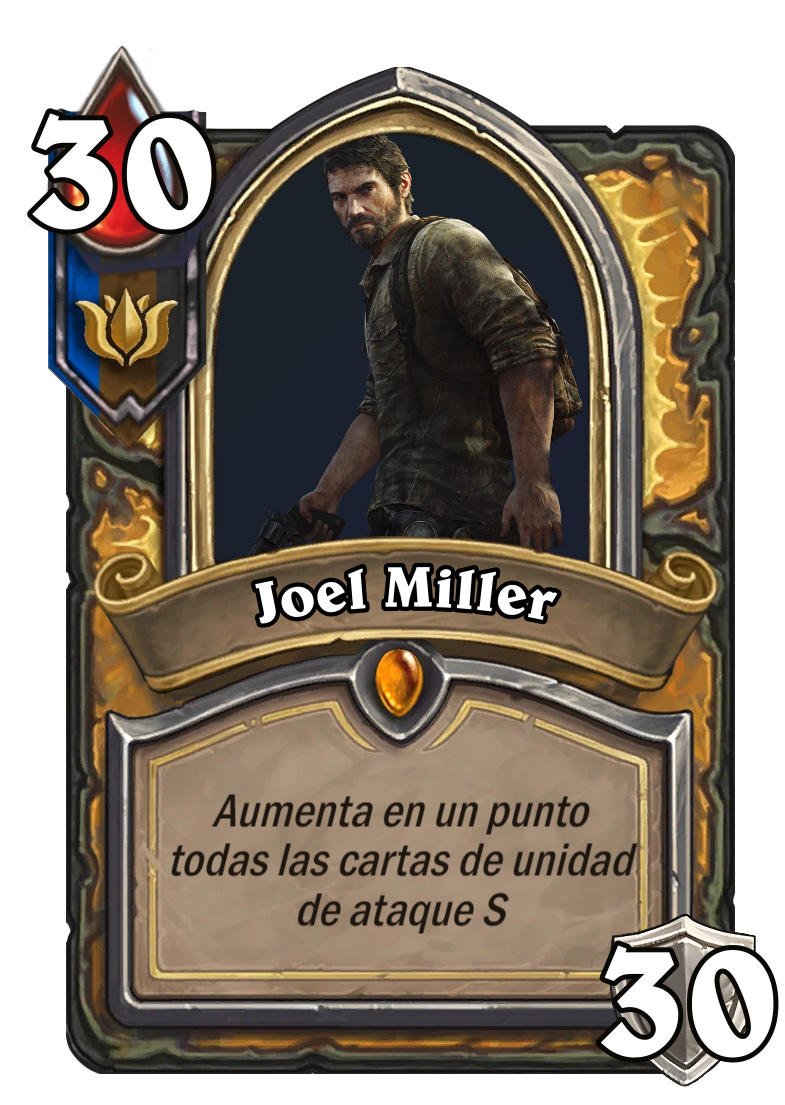 30
Joel Miller
Aumenta en un punto
todas las cartas de unidad
de ataque S
30